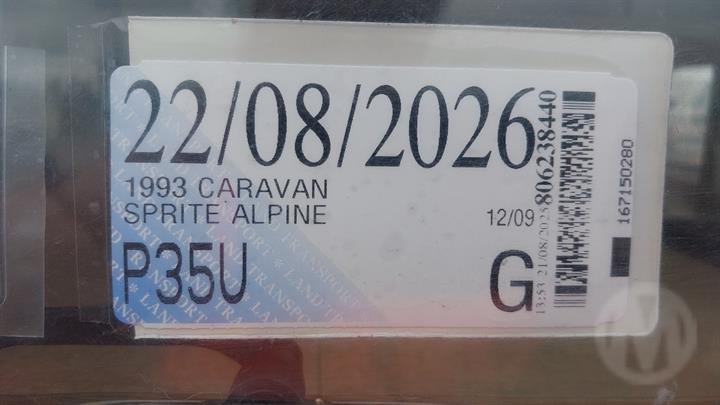 22/08/2026
1993 CARAVAN
SPRITE ALPINE
12/09
P35U
G
13:53 21/08/2025
806238440
167150280
LAND TRANSPORT
M